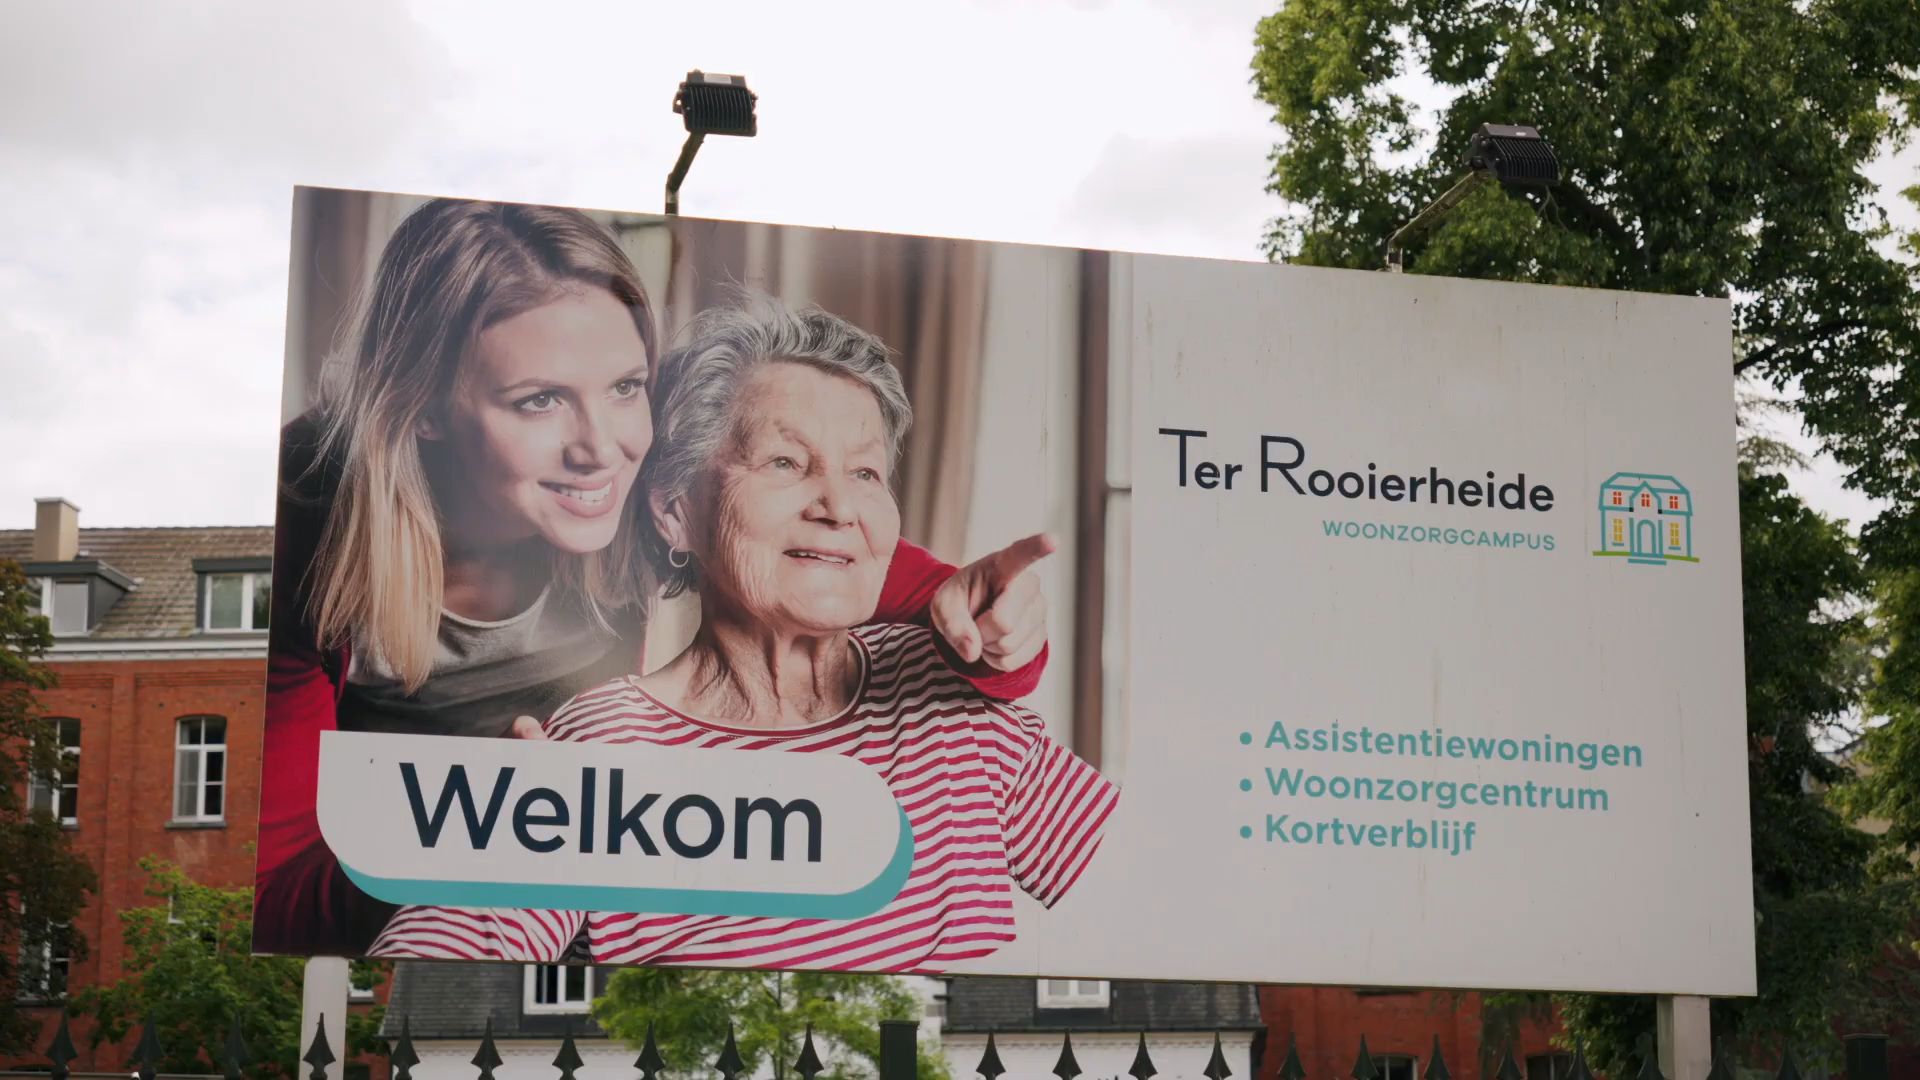 Ter Rooierheide
WOONZORGCAMPUS
• Assistentiewoningen
• Woonzorgcentrum
• Kortverblijf
Welkom